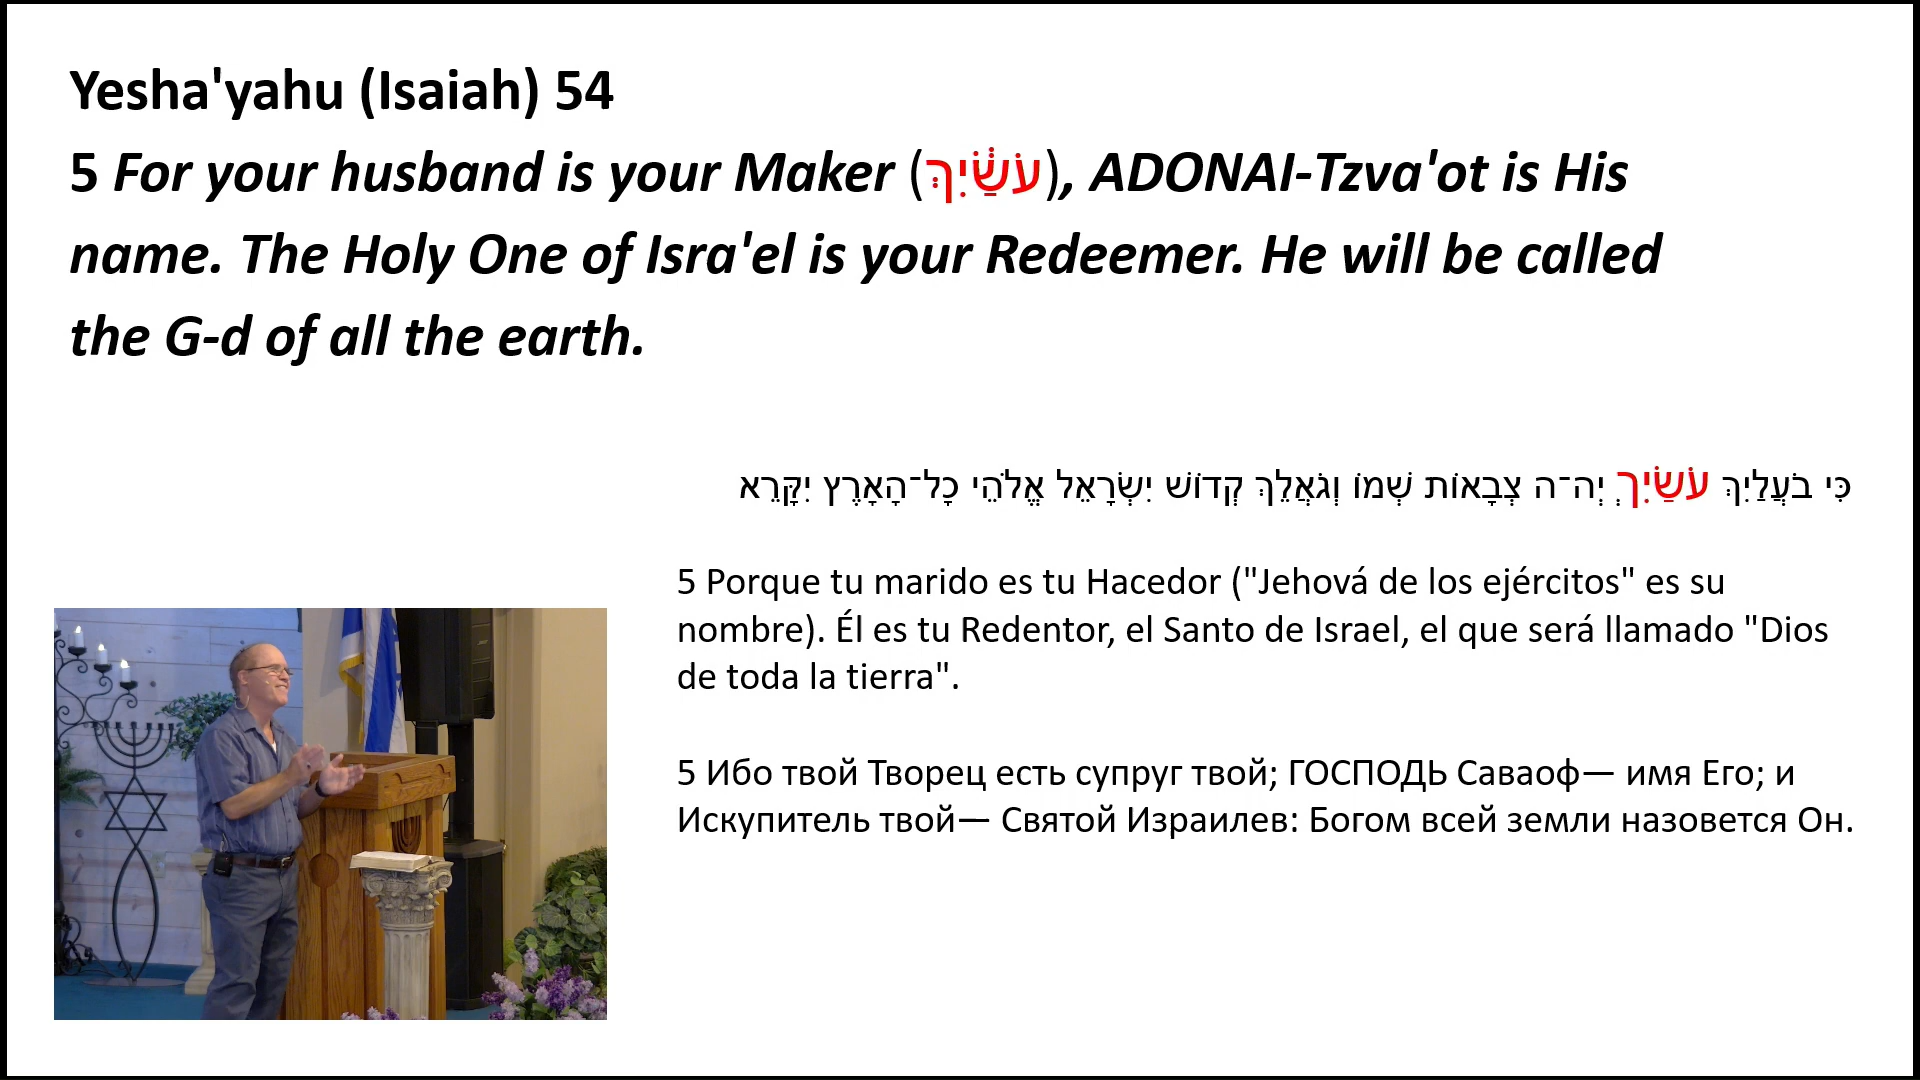 Yesha'yahu (Isaiah) 54
5 For your husband is your Maker (עֹשַׂ֔יִךְ), ADONAI-Tzva'ot is His
name. The Holy One of Isra'el is your Redeemer. He will be called
the G-d of all the earth.
כִּי בֹעֲלַיִךְ עֹשַׂיִךְ יְה־ה צְבָאוֹת שְׁמוֹ וְגֹאֲלֵךְ קְדוֹשׁ יִשְׂרָאֵל אֱלֹהֵי כָל־הָאָרֶץ יִקָּרֵא
5 Porque tu marido es tu Hacedor ("Jehová de los ejércitos" es su
nombre). Él es tu Redentor, el Santo de Israel, el que será llamado "Dios
de toda la tierra".
5 Ибо твой Творец есть супруг твой; ГОСПОДЬ Саваоф— имя Его; и
Искупитель твой— Святой Израилев: Богом всей земли назовется Он.